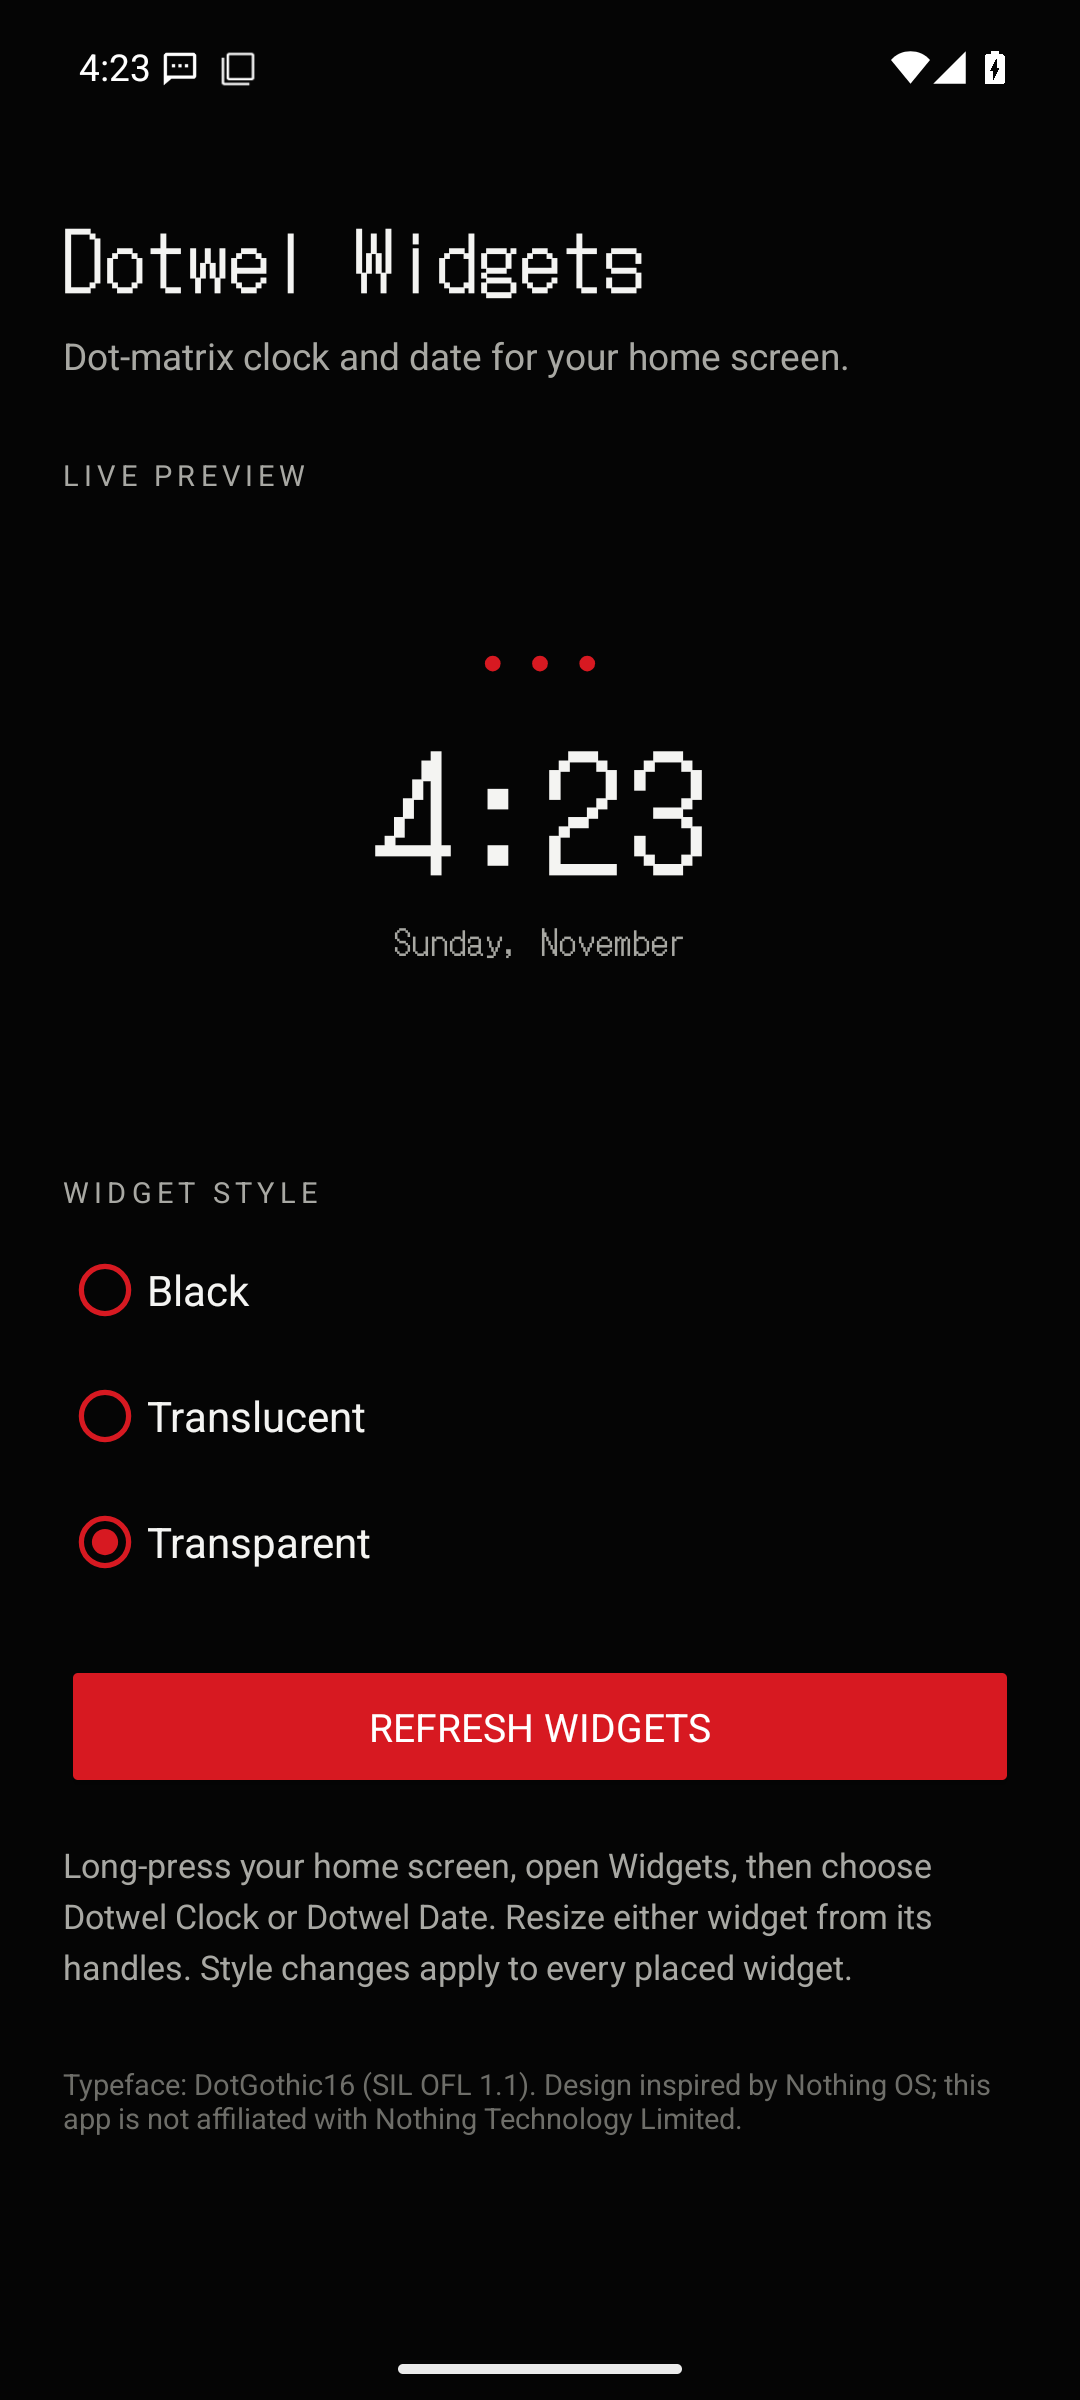 4:23
Dotwel Widgets
Dot-matrix clock and date for your home screen.
LIVE PREVIEW
4:23
Sunday, November
WIDGET STYLE
Black
Translucent
Transparent
REFRESH WIDGETS
Long-press your home screen, open Widgets, then choose
Dotwel Clock or Dotwel Date. Resize either widget from its
handles. Style changes apply to every placed widget.
Typeface: DotGothic16 (SIL OFL 1.1). Design inspired by Nothing OS; this
app is not affiliated with Nothing Technology Limited.